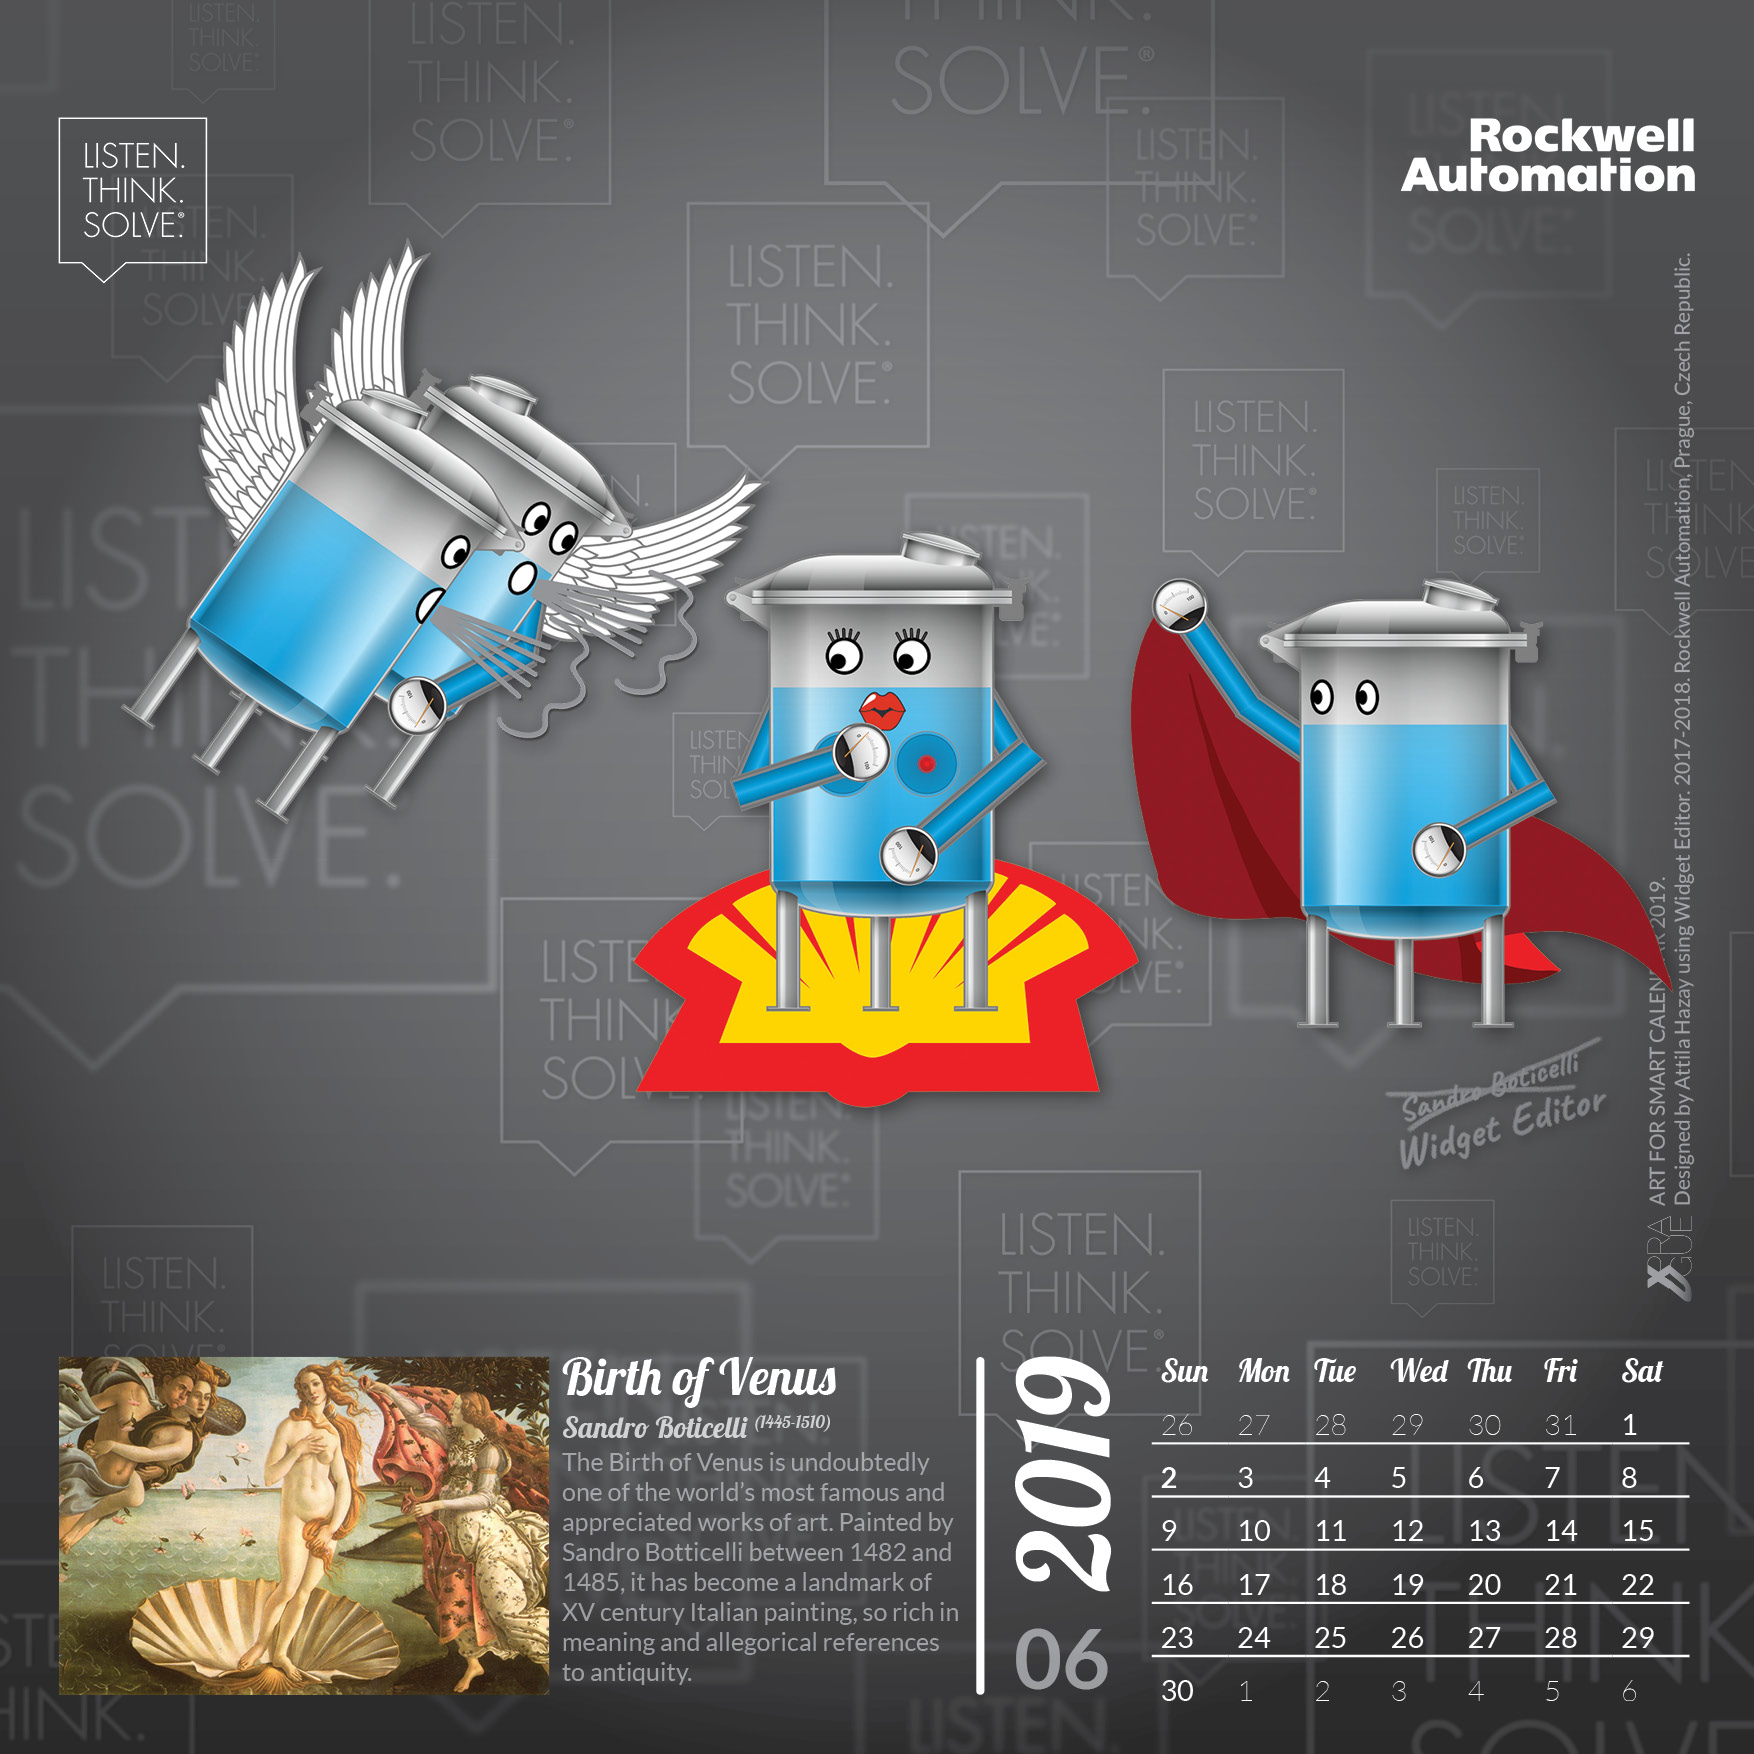 LISTEN.
THINK.
SOLVE.®
Rockwell
Automation
Sandro Boticelli
Widget Editor
ART FOR SMART CALENDAR 2019.
Designed by Attila Hazay using Widget Editor. 2017-2018. Rockwell Automation, Prague, Czech Republic.
PRA
GUE
Birth of Venus
Sandro Boticelli (1445-1510)
The Birth of Venus is undoubtedly
one of the world's most famous and
appreciated works of art. Painted by
Sandro Botticelli between 1482 and
1485, it has become a landmark of
XV century Italian painting, so rich in
meaning and allegorical references
to antiquity.
2019
06
Sun Mon Tue Wed Thu Fri Sat
26 27 28 29 30 31 1
2 3 4 5 6 7 8
9 10 11 12 13 14 15
16 17 18 19 20 21 22
23 24 25 26 27 28 29
30 1 2 3 4 5 6